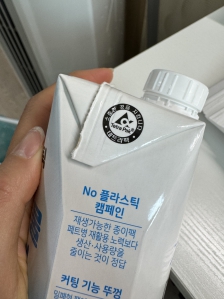 Tetra Pak
No 플라스틱
캠페인
재생가능한 종이팩
페트병 재활용 노력보다
생산·사용량을
줄이는 것이 정답
커팅 기능 뚜껑